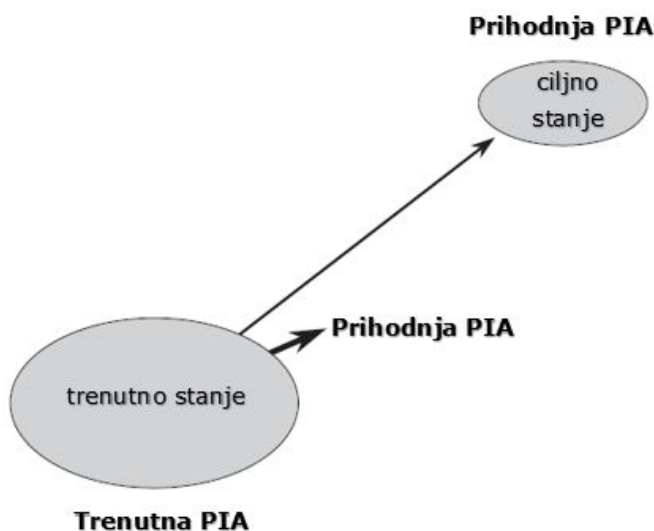 Prihodnja PIA
ciljno
stanje
Prihodnja PIA
trenutno stanje
Trenutna PIA